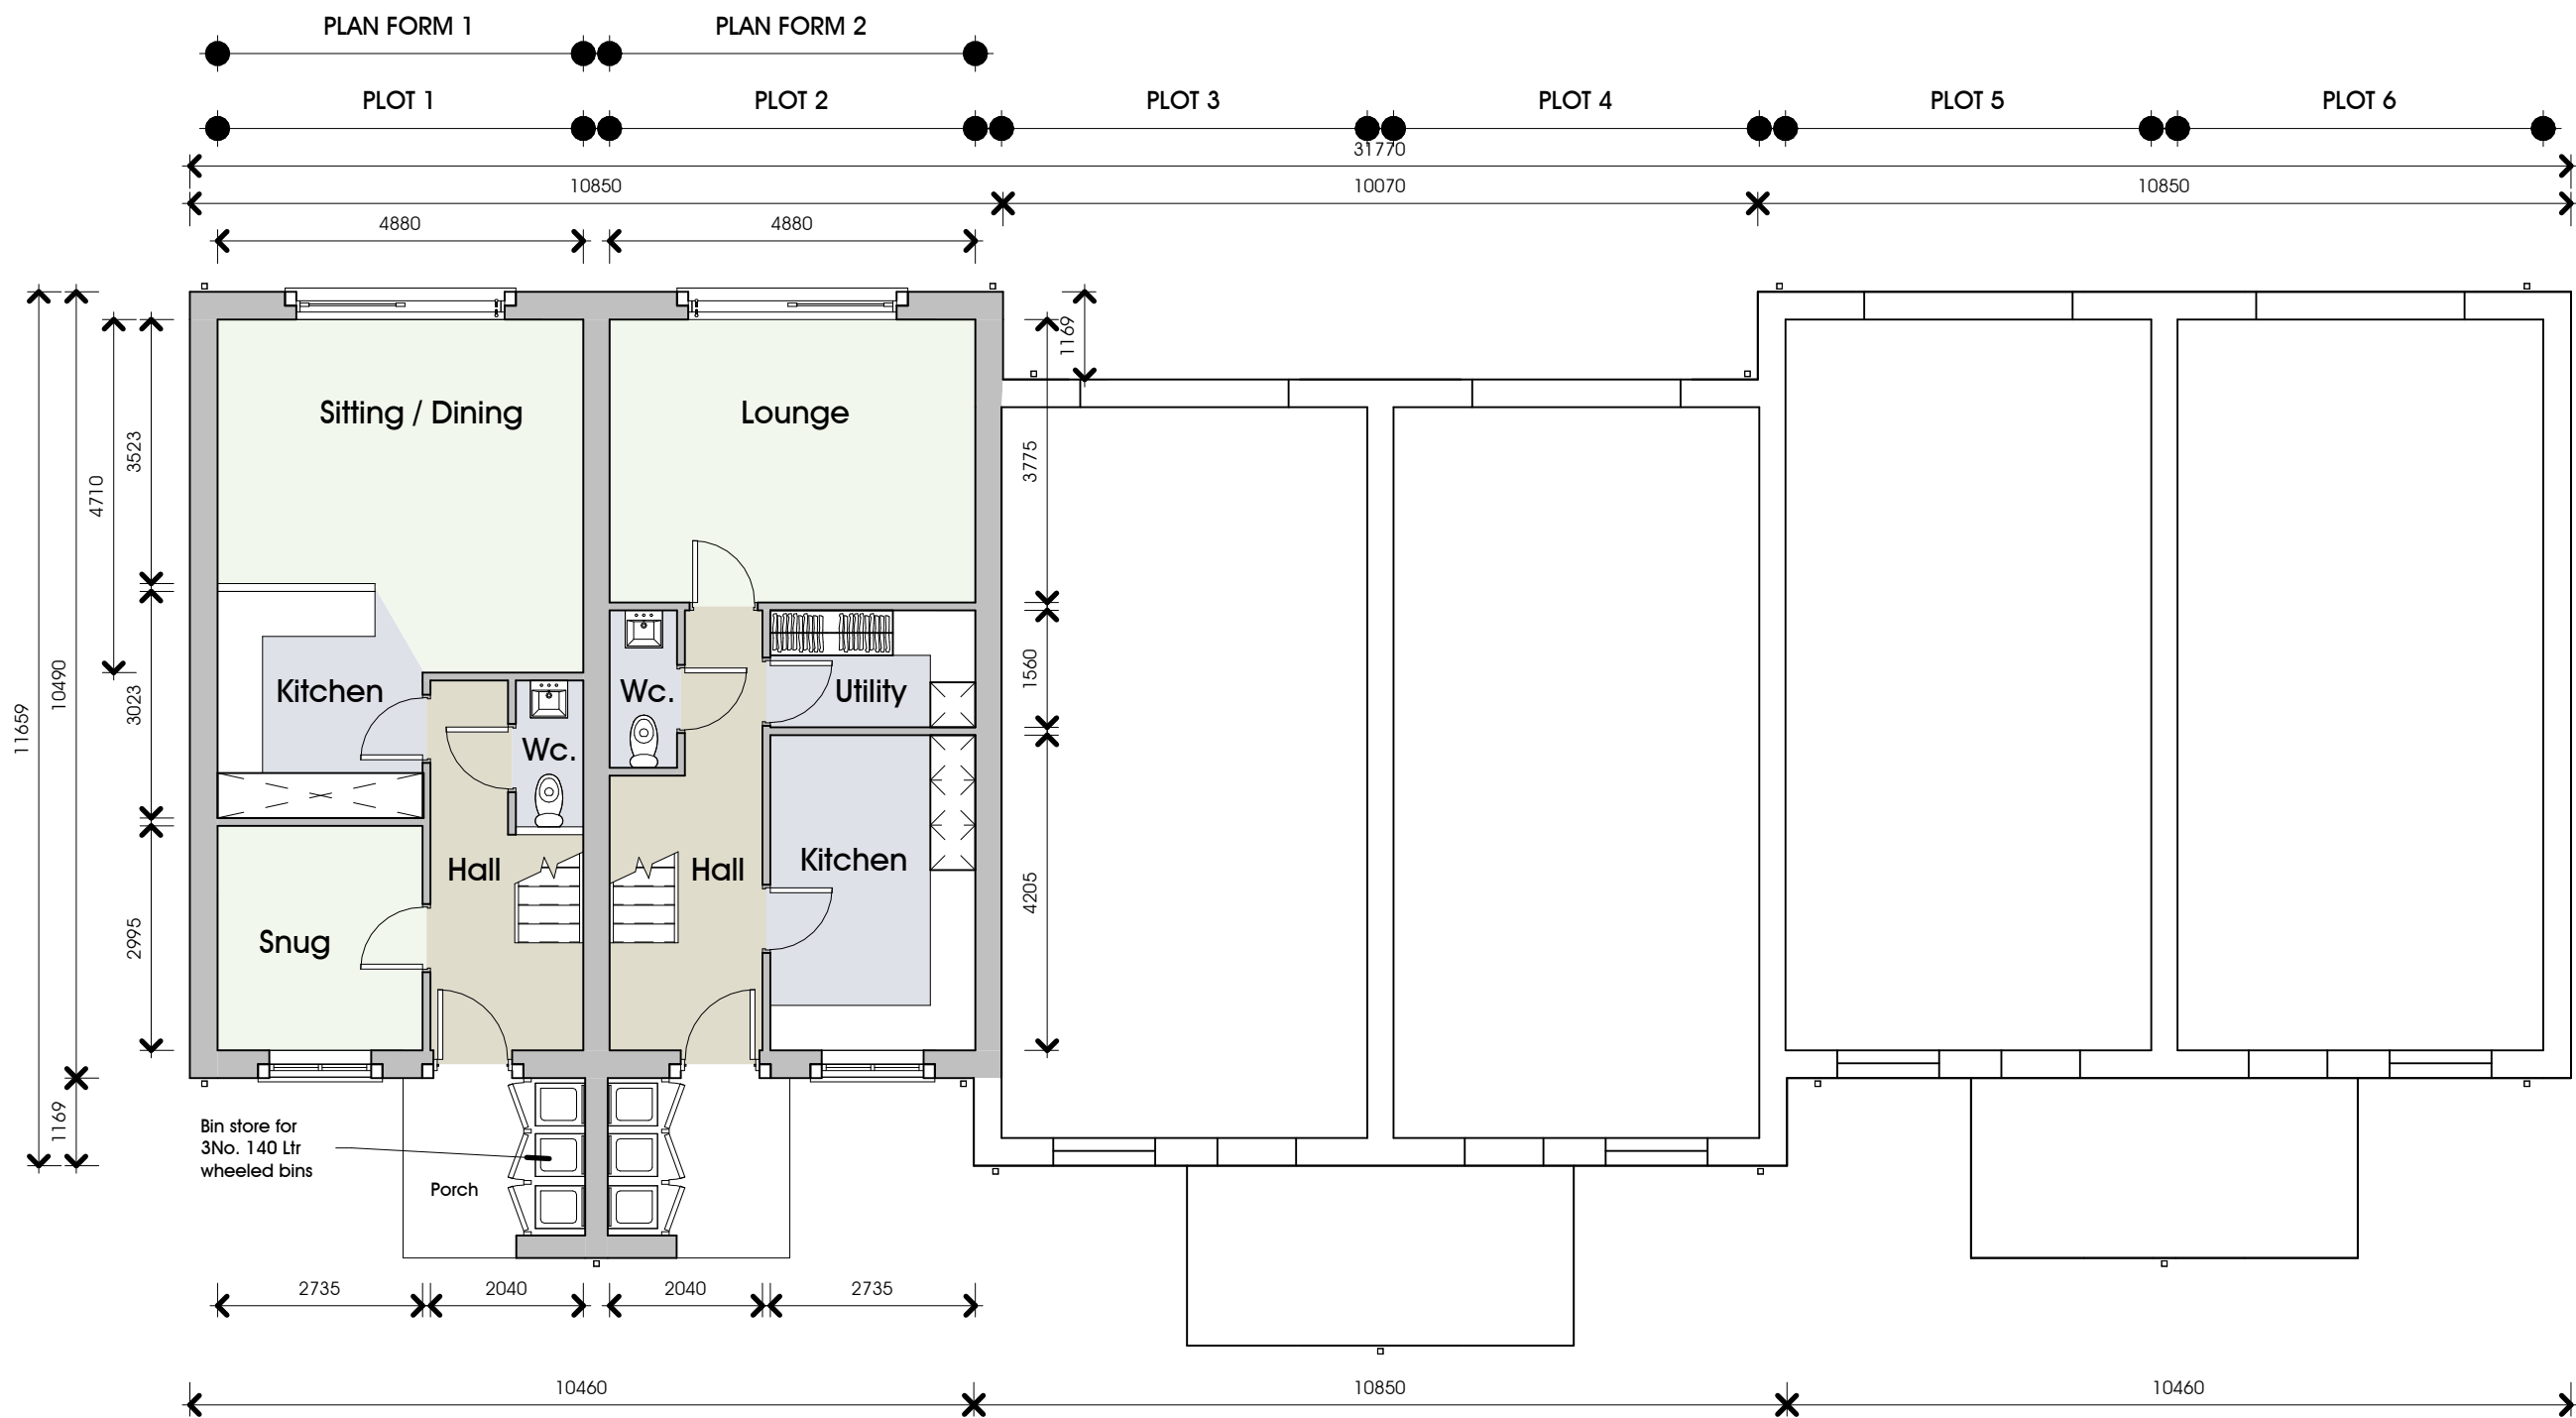 PLAN FORM 1
PLAN FORM 2
PLOT 1
PLOT 2
PLOT 3
PLOT 4
PLOT 5
PLOT 6
31770
10850
10070
10850
4880
4880
1169
Sitting / Dining
Lounge
3523
3775
4710
11659
10490
3023
Kitchen
Wc.
Wc.
Utility
1560
Hall
Hall
Kitchen
4205
2995
Snug
1169
Bin store for
3No. 140 Ltr
wheeled bins
Porch
2735
2040
2040
2735
10460
10850
10460